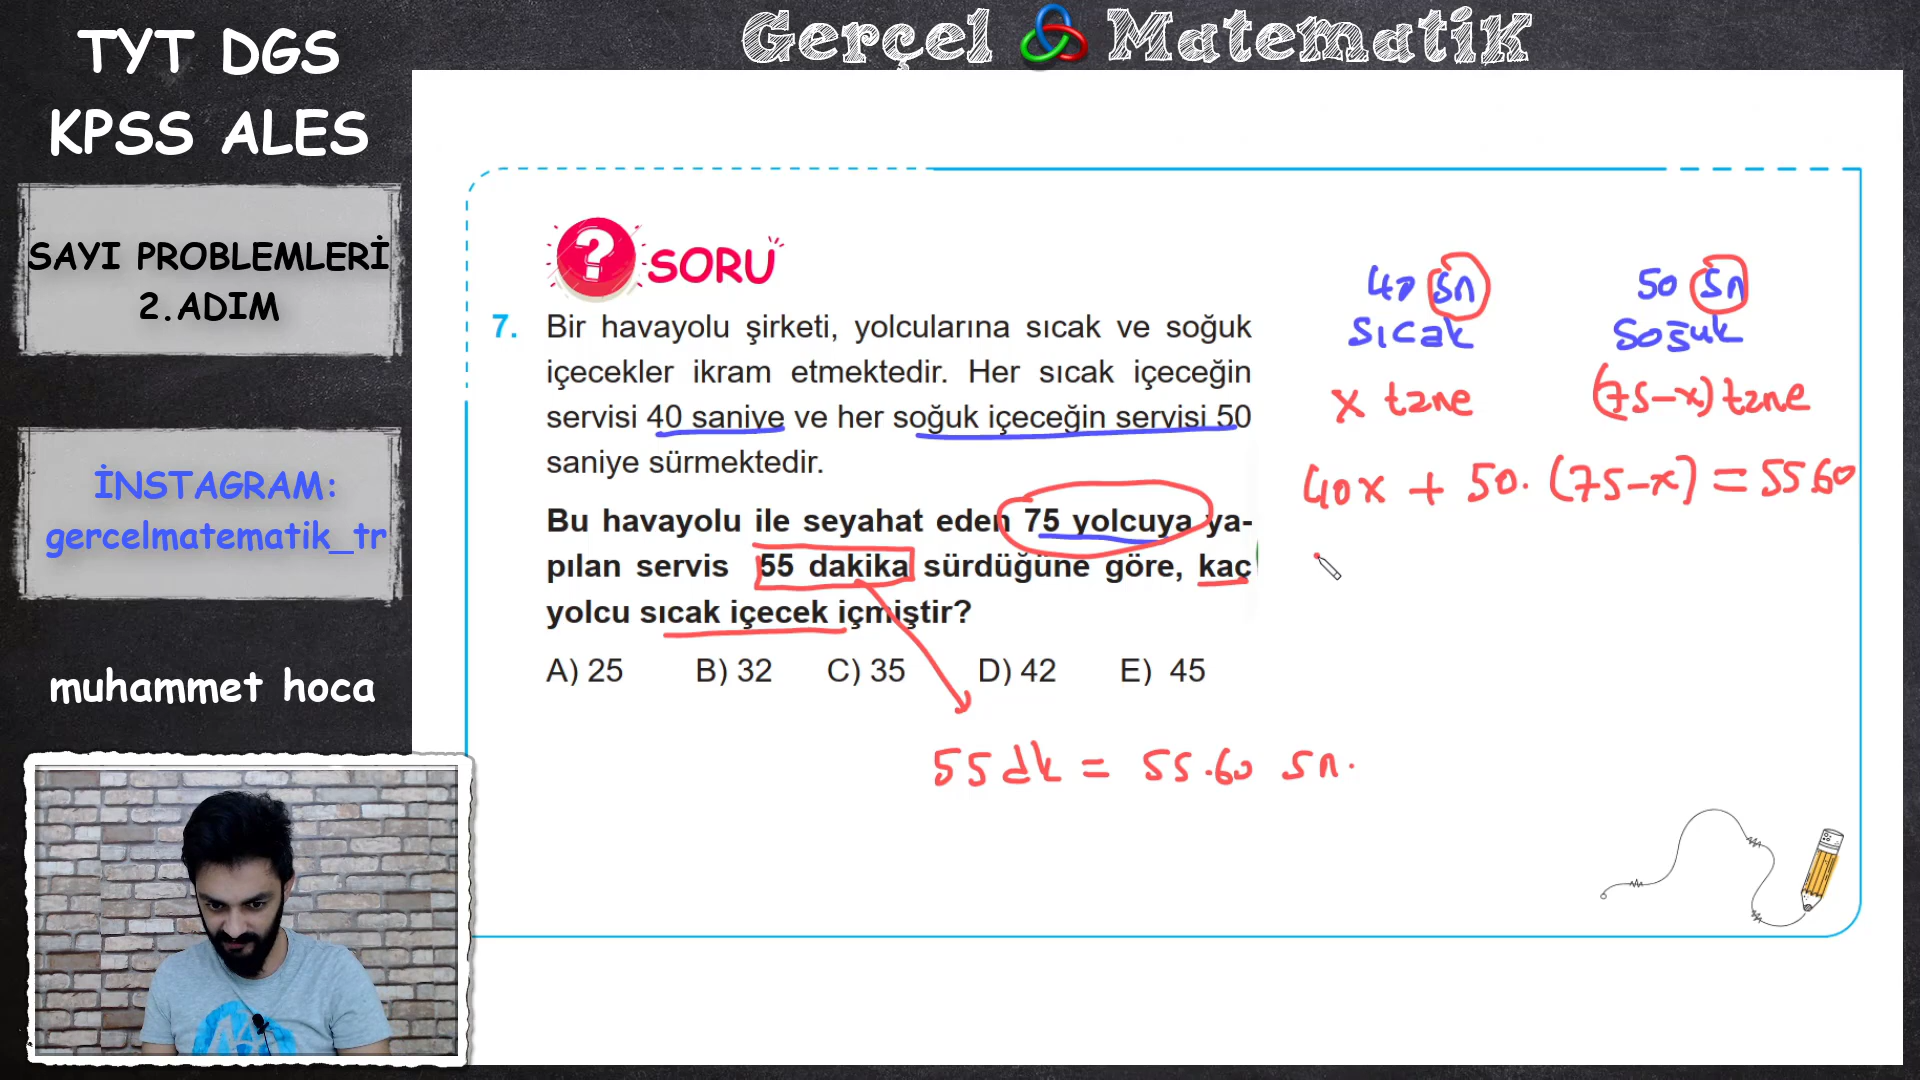 TYT DGS
KPSS ALES
SAYI PROBLEMLERİ
2.ADIM
İNSTAGRAM:
gercelmatematik_tr
muhammet hoca
Gerçel Matematik
? SORU
7. Bir havayolu şirketi, yolcularına sıcak ve soğuk
içecekler ikram etmektedir. Her sıcak içeceğin
servisi 40 saniye ve her soğuk içeceğin servisi 50
saniye sürmektedir.
Bu havayolu ile seyahat eden 75 yolcuya ya-
pılan servis 55 dakika sürdüğüne göre, kaç
yolcu sıcak içecek içmiştir?
A) 25 B) 32 C) 35 D) 42 E) 45
55 dk = 55.60 sn.
40 sn 50 sn
sıcak soğuk
x tane (75-x) tane
40x + 50. (75-x) = 55.60